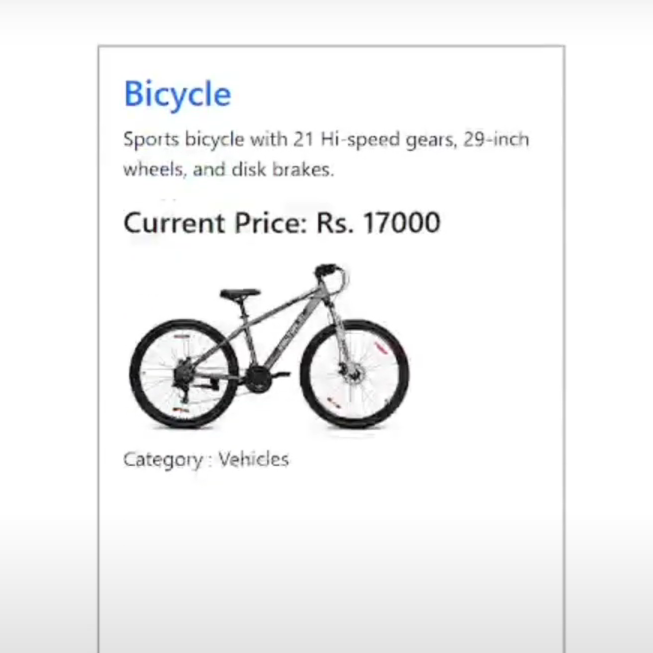 Bicycle
Sports bicycle with 21 Hi-speed gears, 29-inch
wheels, and disk brakes.
Current Price: Rs. 17000
Category : Vehicles